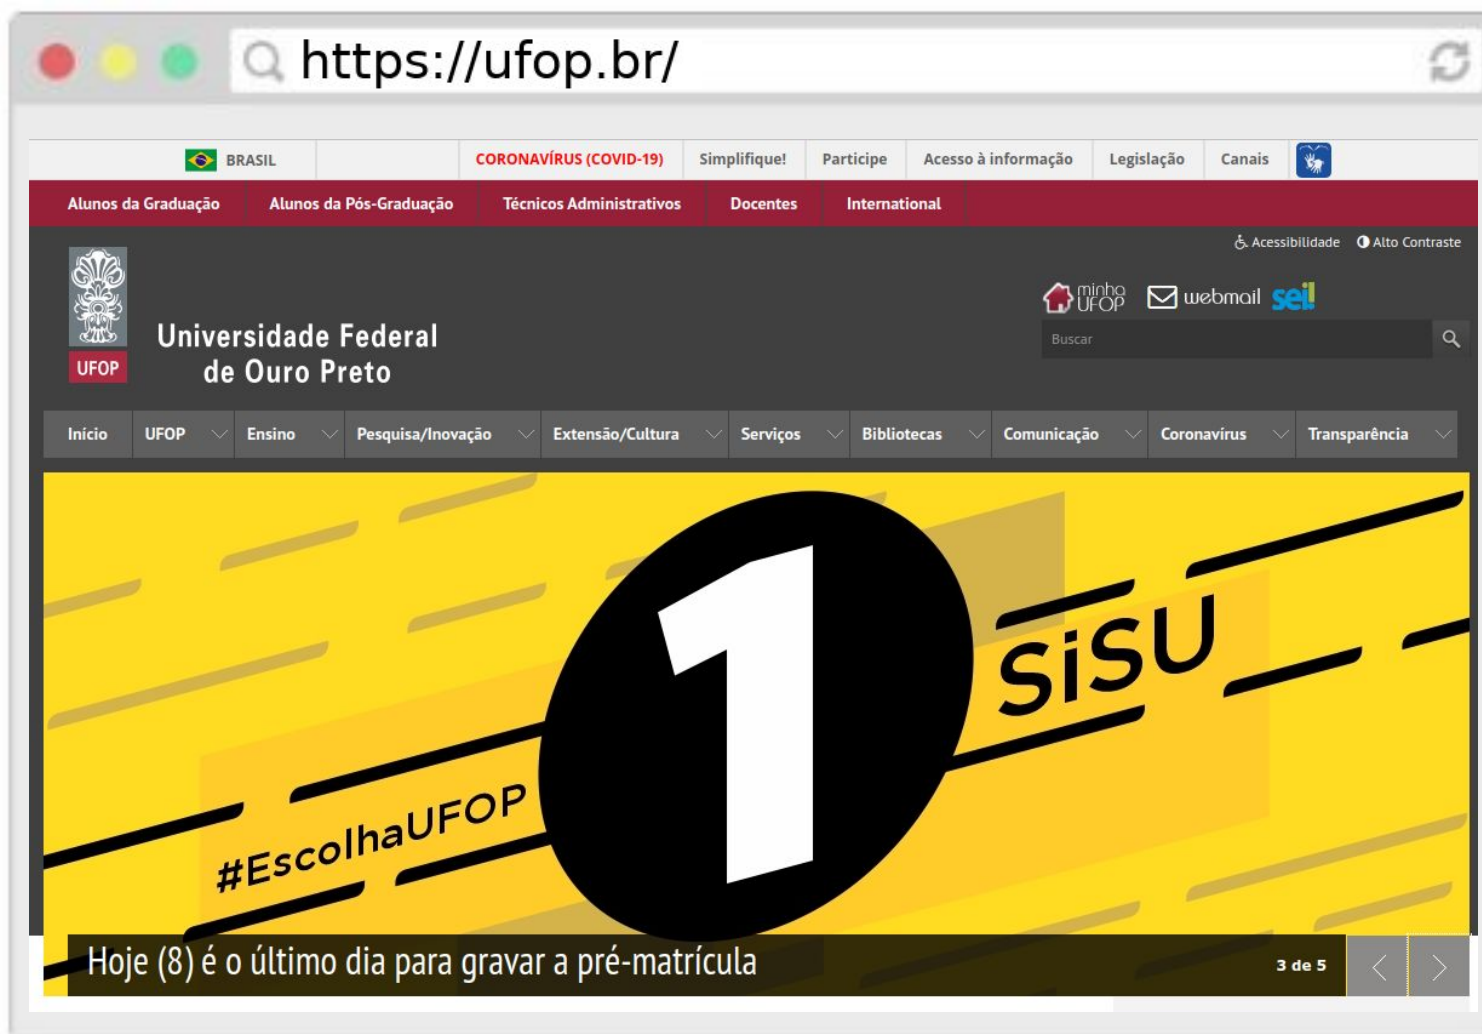 https://ufop.br/
BRASIL CORONAVÍRUS (COVID-19) Simplifique! Participe Acesso à informação Legislação Canais
Alunos da Graduação Alunos da Pós-Graduação Técnicos Administrativos Docentes International
Acessibilidade Alto Contraste
minha UFOP webmail sei!
Buscar
UFOP
Universidade Federal
de Ouro Preto
Início UFOP Ensino Pesquisa/Inovação Extensão/Cultura Serviços Bibliotecas Comunicação Coronavírus Transparência
#EscolhaUFOP 1 SiSU
Hoje (8) é o último dia para gravar a pré-matrícula 3 de 5